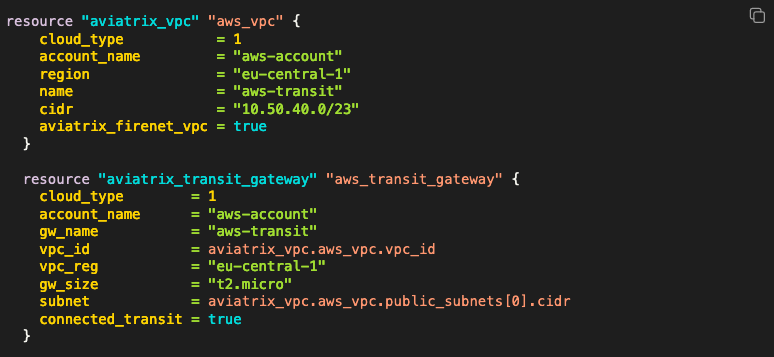 resource "aviatrix_vpc" "aws_vpc" {
    cloud_type            = 1
    account_name          = "aws-account"
    region                = "eu-central-1"
    name                  = "aws-transit"
    cidr                  = "10.50.40.0/23"
    aviatrix_firenet_vpc = true
  }

  resource "aviatrix_transit_gateway" "aws_transit_gateway" {
    cloud_type        = 1
    account_name      = "aws-account"
    gw_name           = "aws-transit"
    vpc_id            = aviatrix_vpc.aws_vpc.vpc_id
    vpc_reg           = "eu-central-1"
    gw_size           = "t2.micro"
    subnet            = aviatrix_vpc.aws_vpc.public_subnets[0].cidr
    connected_transit = true
  }